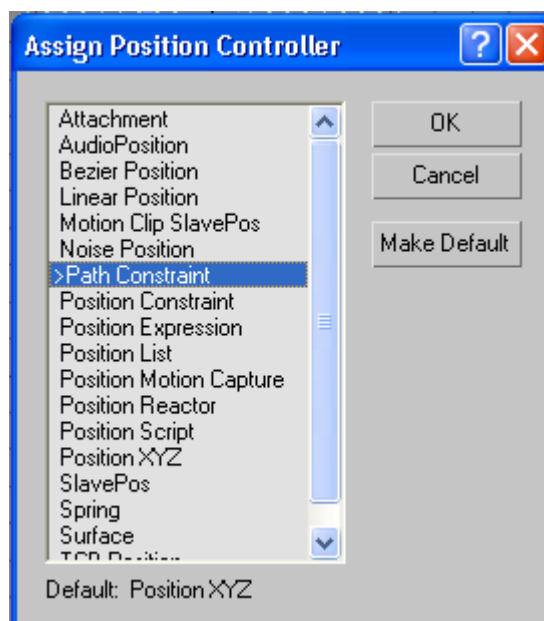 Assign Position Controller
Attachment
AudioPosition
Bezier Position
Linear Position
Motion Clip SlavePos
Noise Position
>Path Constraint
Position Constraint
Position Expression
Position List
Position Motion Capture
Position Reactor
Position Script
Position XYZ
SlavePos
Spring
Surface
TCB Position
OK
Cancel
Make Default
Default: Position XYZ